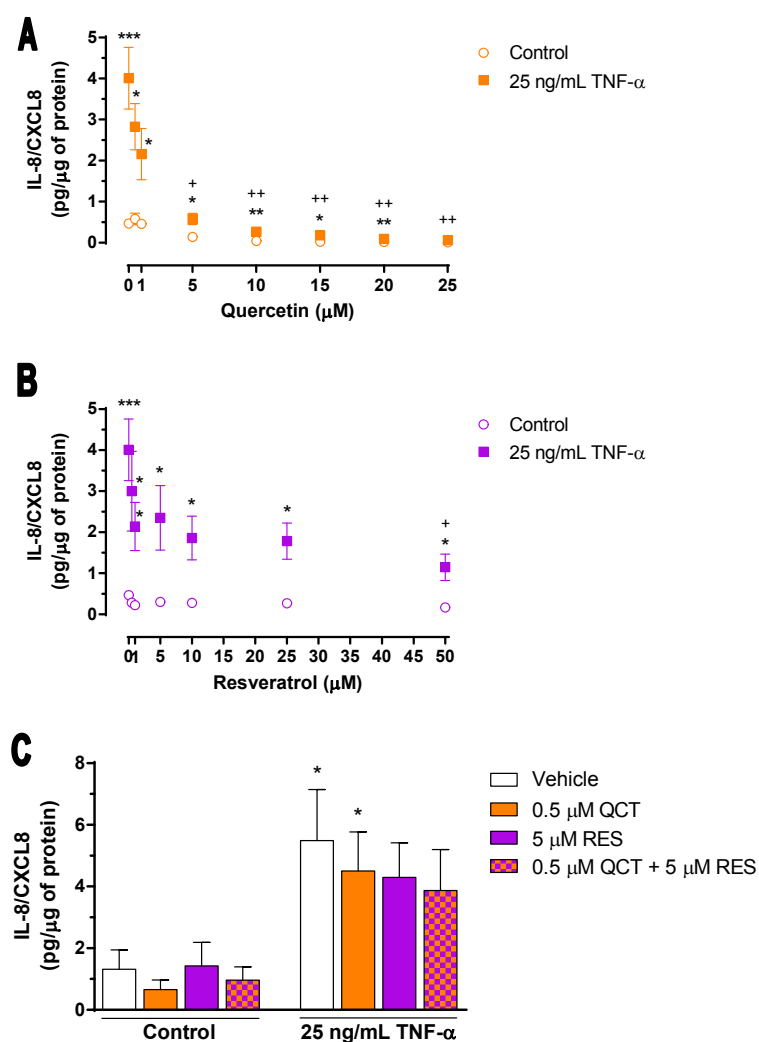 A
***
5
4
3
2
1
0
IL-8/CXCL8
(pg/μg of protein)
*
*
+
*
++
**
++
*
++
**
++
0 1 5 10 15 20 25
Quercetin (μM)
Control
25 ng/mL TNF-α
B
***
5
4
3
2
1
0
IL-8/CXCL8
(pg/μg of protein)
*
*
*
*
*
+
*
0 1 5 10 15 20 25 30 35 40 45 50
Resveratrol (μM)
Control
25 ng/mL TNF-α
C
8
6
4
2
0
IL-8/CXCL8
(pg/μg of protein)
*
*
Control
25 ng/mL TNF-α
Vehicle
0.5 μM QCT
5 μM RES
0.5 μM QCT + 5 μM RES